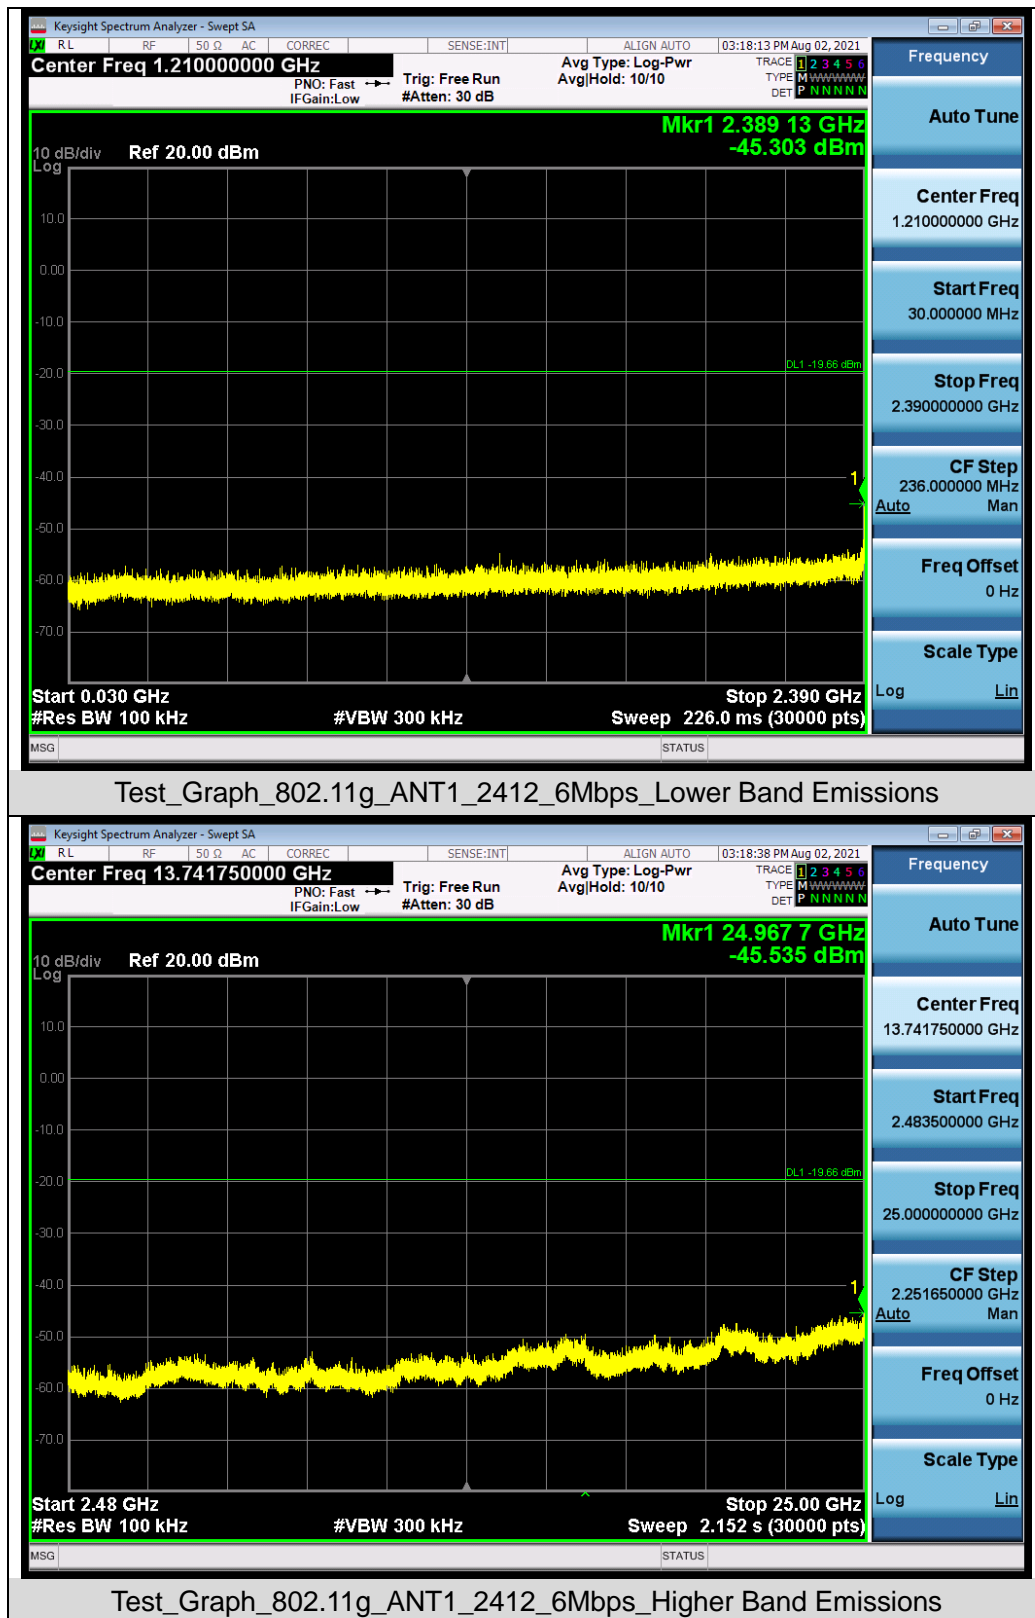 Keysight Spectrum Analyzer - Swept SA
LXI RL RF 50 Ω AC CORREC SENSE:INT ALIGN AUTO 03:18:13 PM Aug 02, 2021
Center Freq 1.210000000 GHz
PNO: Fast
IFGain:Low
Trig: Free Run
#Atten: 30 dB
Avg Type: Log-Pwr
Avg|Hold: 10/10
TRACE 1 2 3 4 5 6
TYPE M WWWWW
DET P N N N N N
Mkr1 2.389 13 GHz
-45.303 dBm
10 dB/div Ref 20.00 dBm
Log
10.0
0.00
-10.0
DL1 -19.66 dBm
-20.0
-30.0
-40.0
1
-50.0
-60.0
-70.0
Start 0.030 GHz Stop 2.390 GHz
#Res BW 100 kHz #VBW 300 kHz Sweep 226.0 ms (30000 pts)
MSG STATUS
Frequency
Auto Tune
Center Freq
1.210000000 GHz
Start Freq
30.000000 MHz
Stop Freq
2.390000000 GHz
CF Step
236.000000 MHz
Auto Man
Freq Offset
0 Hz
Scale Type
Log Lin
Test_Graph_802.11g_ANT1_2412_6Mbps_Lower Band Emissions
Keysight Spectrum Analyzer - Swept SA
LXI RL RF 50 Ω AC CORREC SENSE:INT ALIGN AUTO 03:18:38 PM Aug 02, 2021
Center Freq 13.741750000 GHz
PNO: Fast
IFGain:Low
Trig: Free Run
#Atten: 30 dB
Avg Type: Log-Pwr
Avg|Hold: 10/10
TRACE 1 2 3 4 5 6
TYPE M WWWWW
DET P N N N N N
Mkr1 24.967 7 GHz
-45.535 dBm
10 dB/div Ref 20.00 dBm
Log
10.0
0.00
-10.0
DL1 -19.66 dBm
-20.0
-30.0
-40.0
1
-50.0
-60.0
-70.0
Start 2.48 GHz Stop 25.00 GHz
#Res BW 100 kHz #VBW 300 kHz Sweep 2.152 s (30000 pts)
MSG STATUS
Frequency
Auto Tune
Center Freq
13.741750000 GHz
Start Freq
2.483500000 GHz
Stop Freq
25.000000000 GHz
CF Step
2.251650000 GHz
Auto Man
Freq Offset
0 Hz
Scale Type
Log Lin
Test_Graph_802.11g_ANT1_2412_6Mbps_Higher Band Emissions